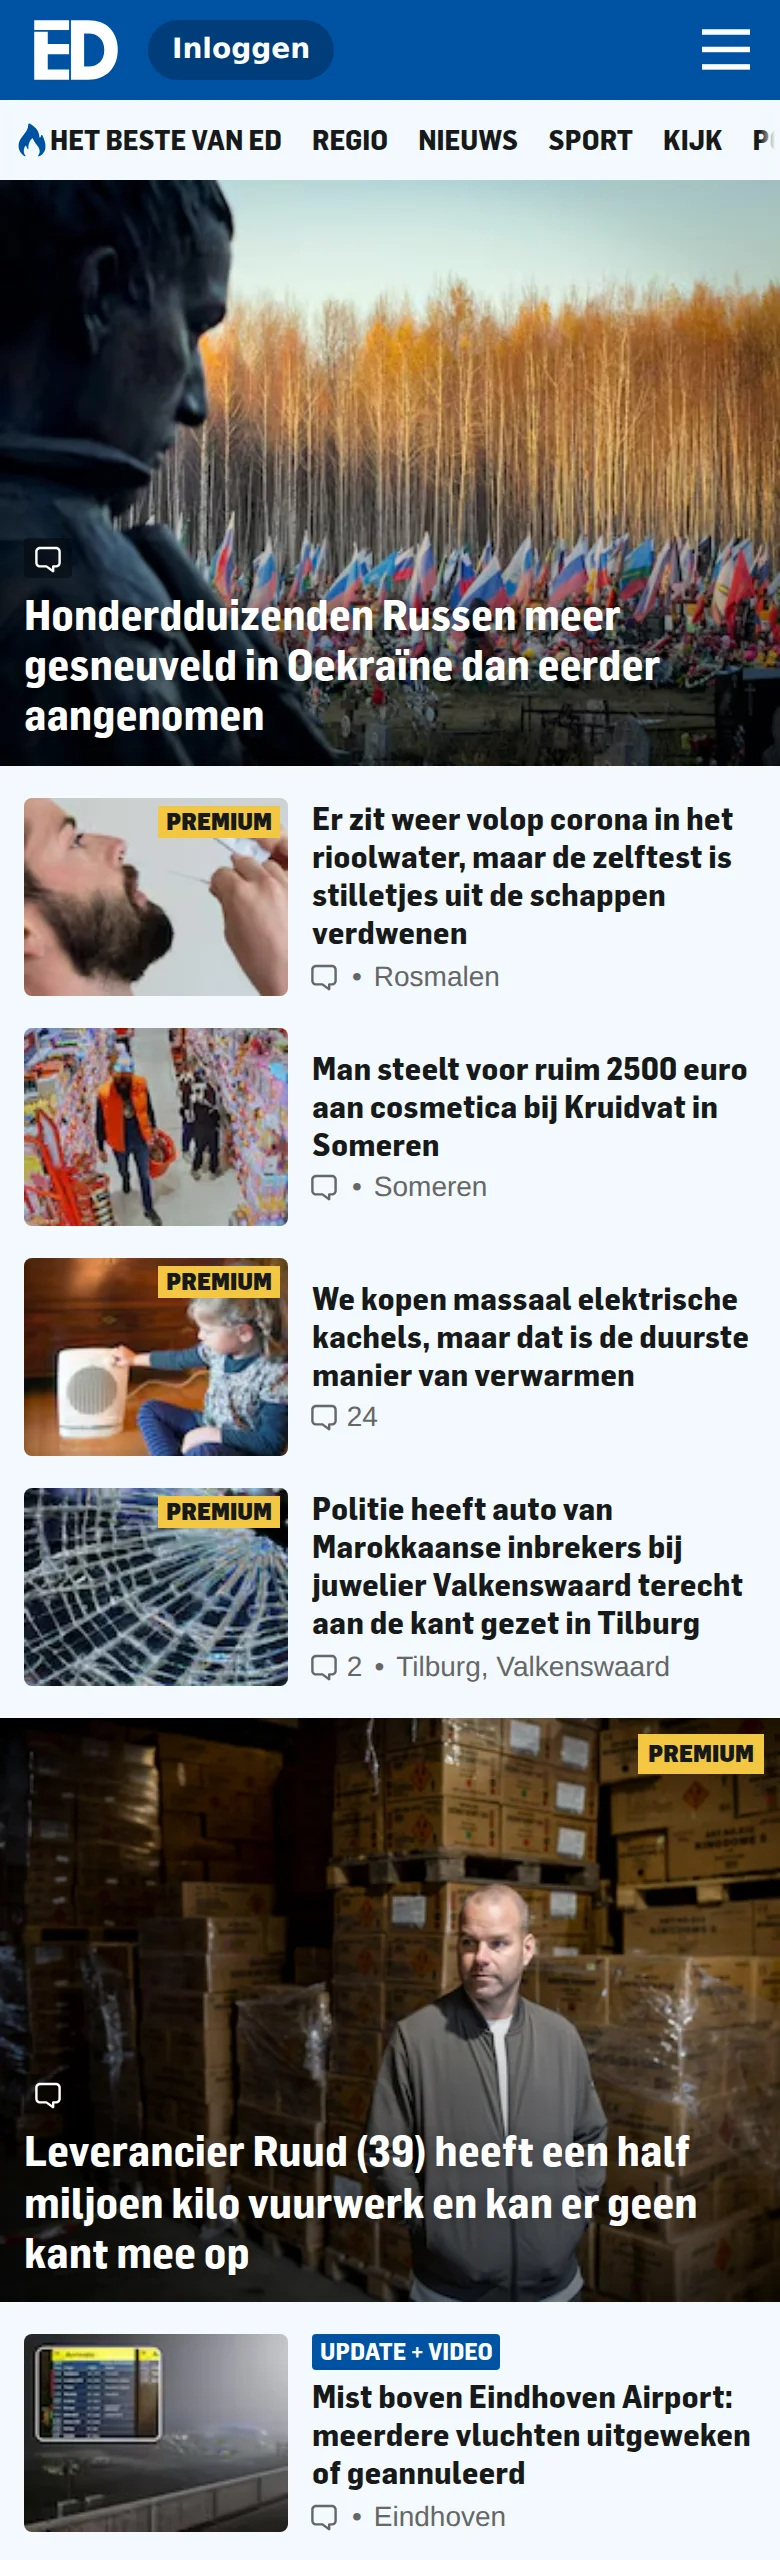 ED Inloggen
HET BESTE VAN ED REGIO NIEUWS SPORT KIJK
Honderdduizenden Russen meer
gesneuveld in Oekraïne dan eerder
aangenomen
PREMIUM
Er zit weer volop corona in het
rioolwater, maar de zelftest is
stilletjes uit de schappen
verdwenen
• Rosmalen
Man steelt voor ruim 2500 euro
aan cosmetica bij Kruidvat in
Someren
• Someren
PREMIUM
We kopen massaal elektrische
kachels, maar dat is de duurste
manier van verwarmen
24
PREMIUM
Politie heeft auto van
Marokkaanse inbrekers bij
juwelier Valkenswaard terecht
aan de kant gezet in Tilburg
2 • Tilburg, Valkenswaard
PREMIUM
Leverancier Ruud (39) heeft een half
miljoen kilo vuurwerk en kan er geen
kant mee op
UPDATE + VIDEO
Mist boven Eindhoven Airport:
meerdere vluchten uitgeweken
of geannuleerd
• Eindhoven